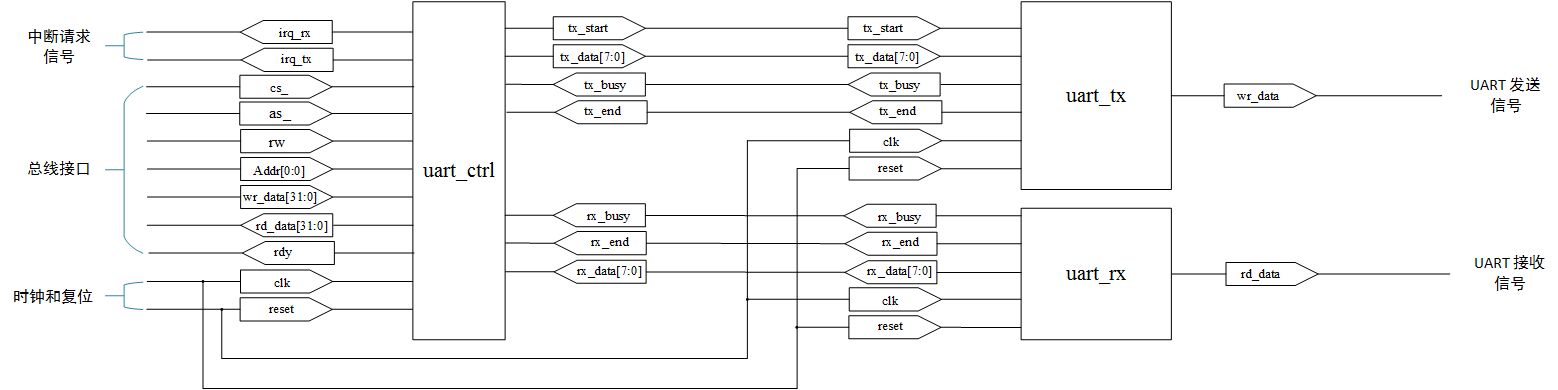 中断请求
信号
irq_rx
irq_tx
总线接口
cs_
as_
rw
Addr[0:0]
wr_data[31:0]
rd_data[31:0]
rdy
时钟和复位
clk
reset
uart_ctrl
tx_start
tx_data[7:0]
tx_busy
tx_end
rx_busy
rx_end
rx_data[7:0]
tx_start
tx_data[7:0]
tx_busy
tx_end
clk
reset
uart_tx
wr_data
UART 发送
信号
rx_busy
rx_end
rx_data[7:0]
clk
reset
uart_rx
rd_data
UART 接收
信号